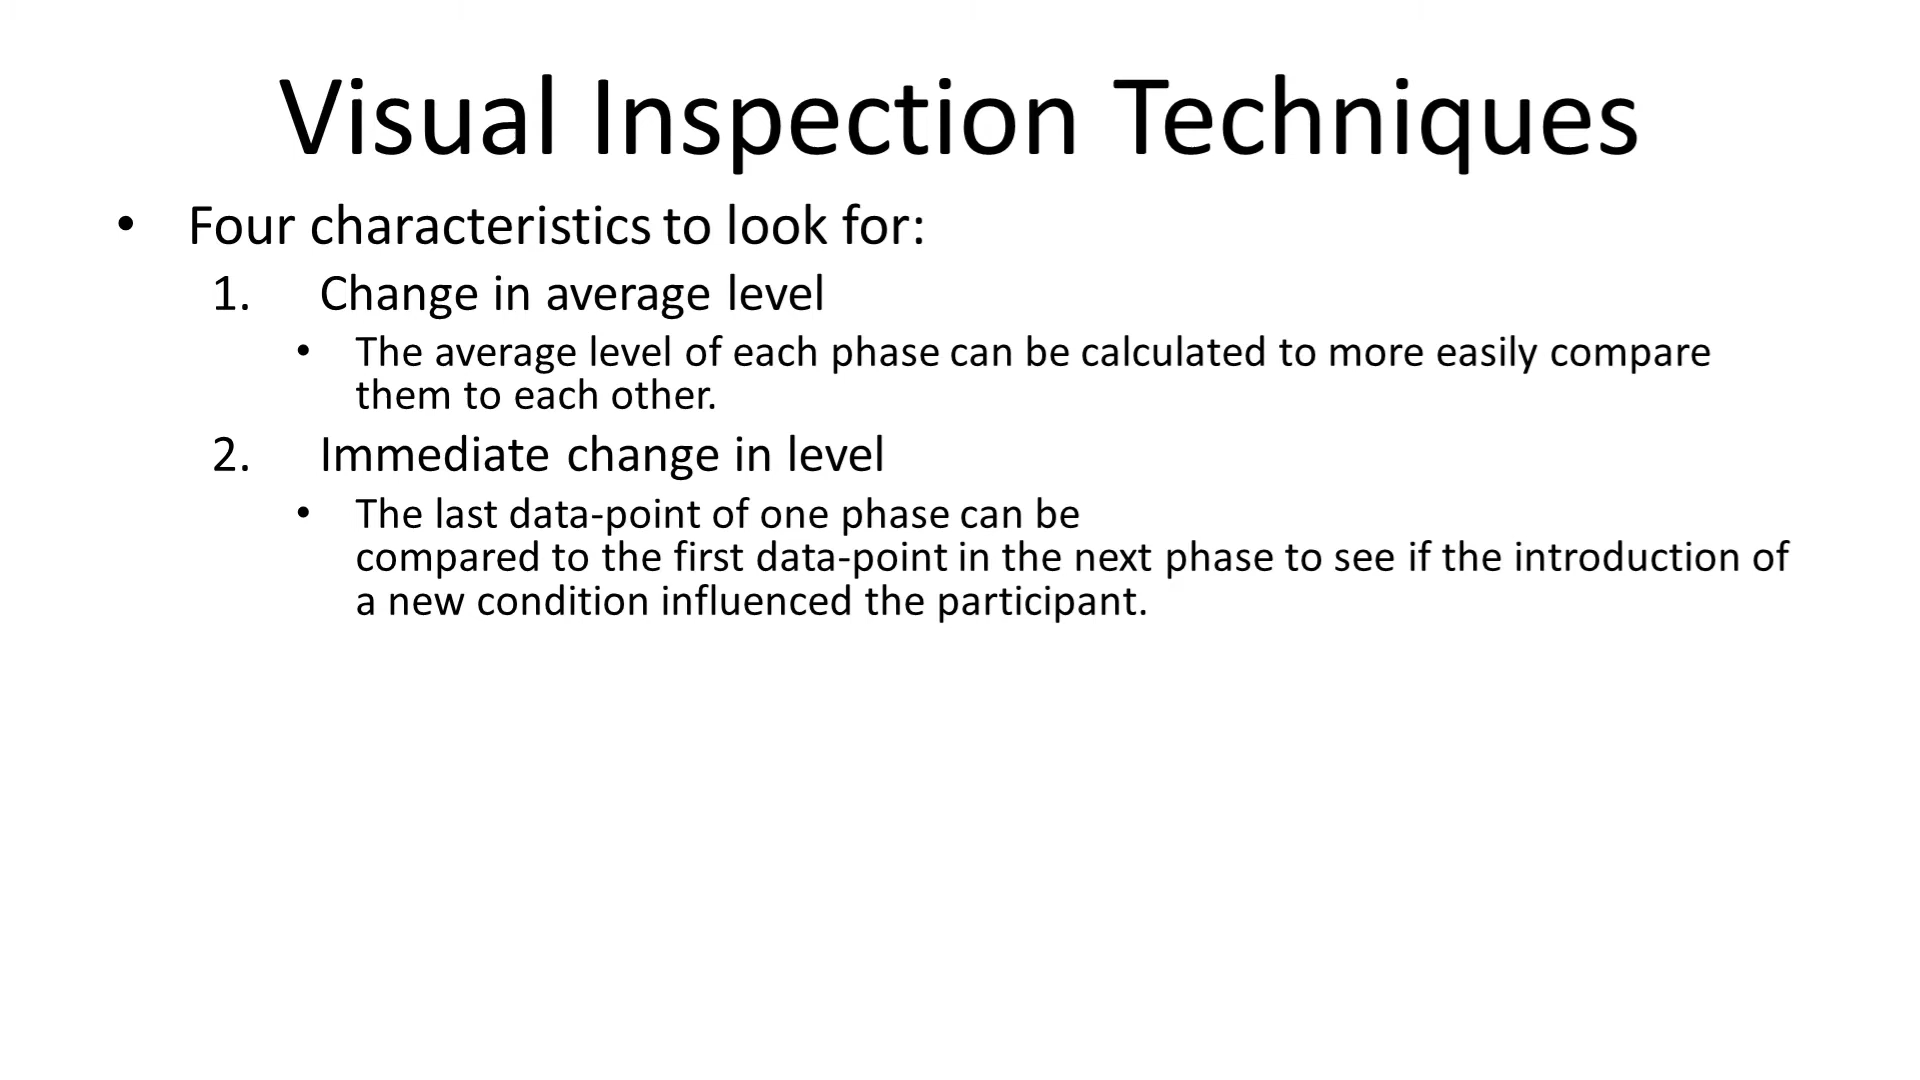 Visual Inspection Techniques
• Four characteristics to look for:
1. Change in average level
• The average level of each phase can be calculated to more easily compare
them to each other.
2. Immediate change in level
• The last data-point of one phase can be
compared to the first data-point in the next phase to see if the introduction of
a new condition influenced the participant.